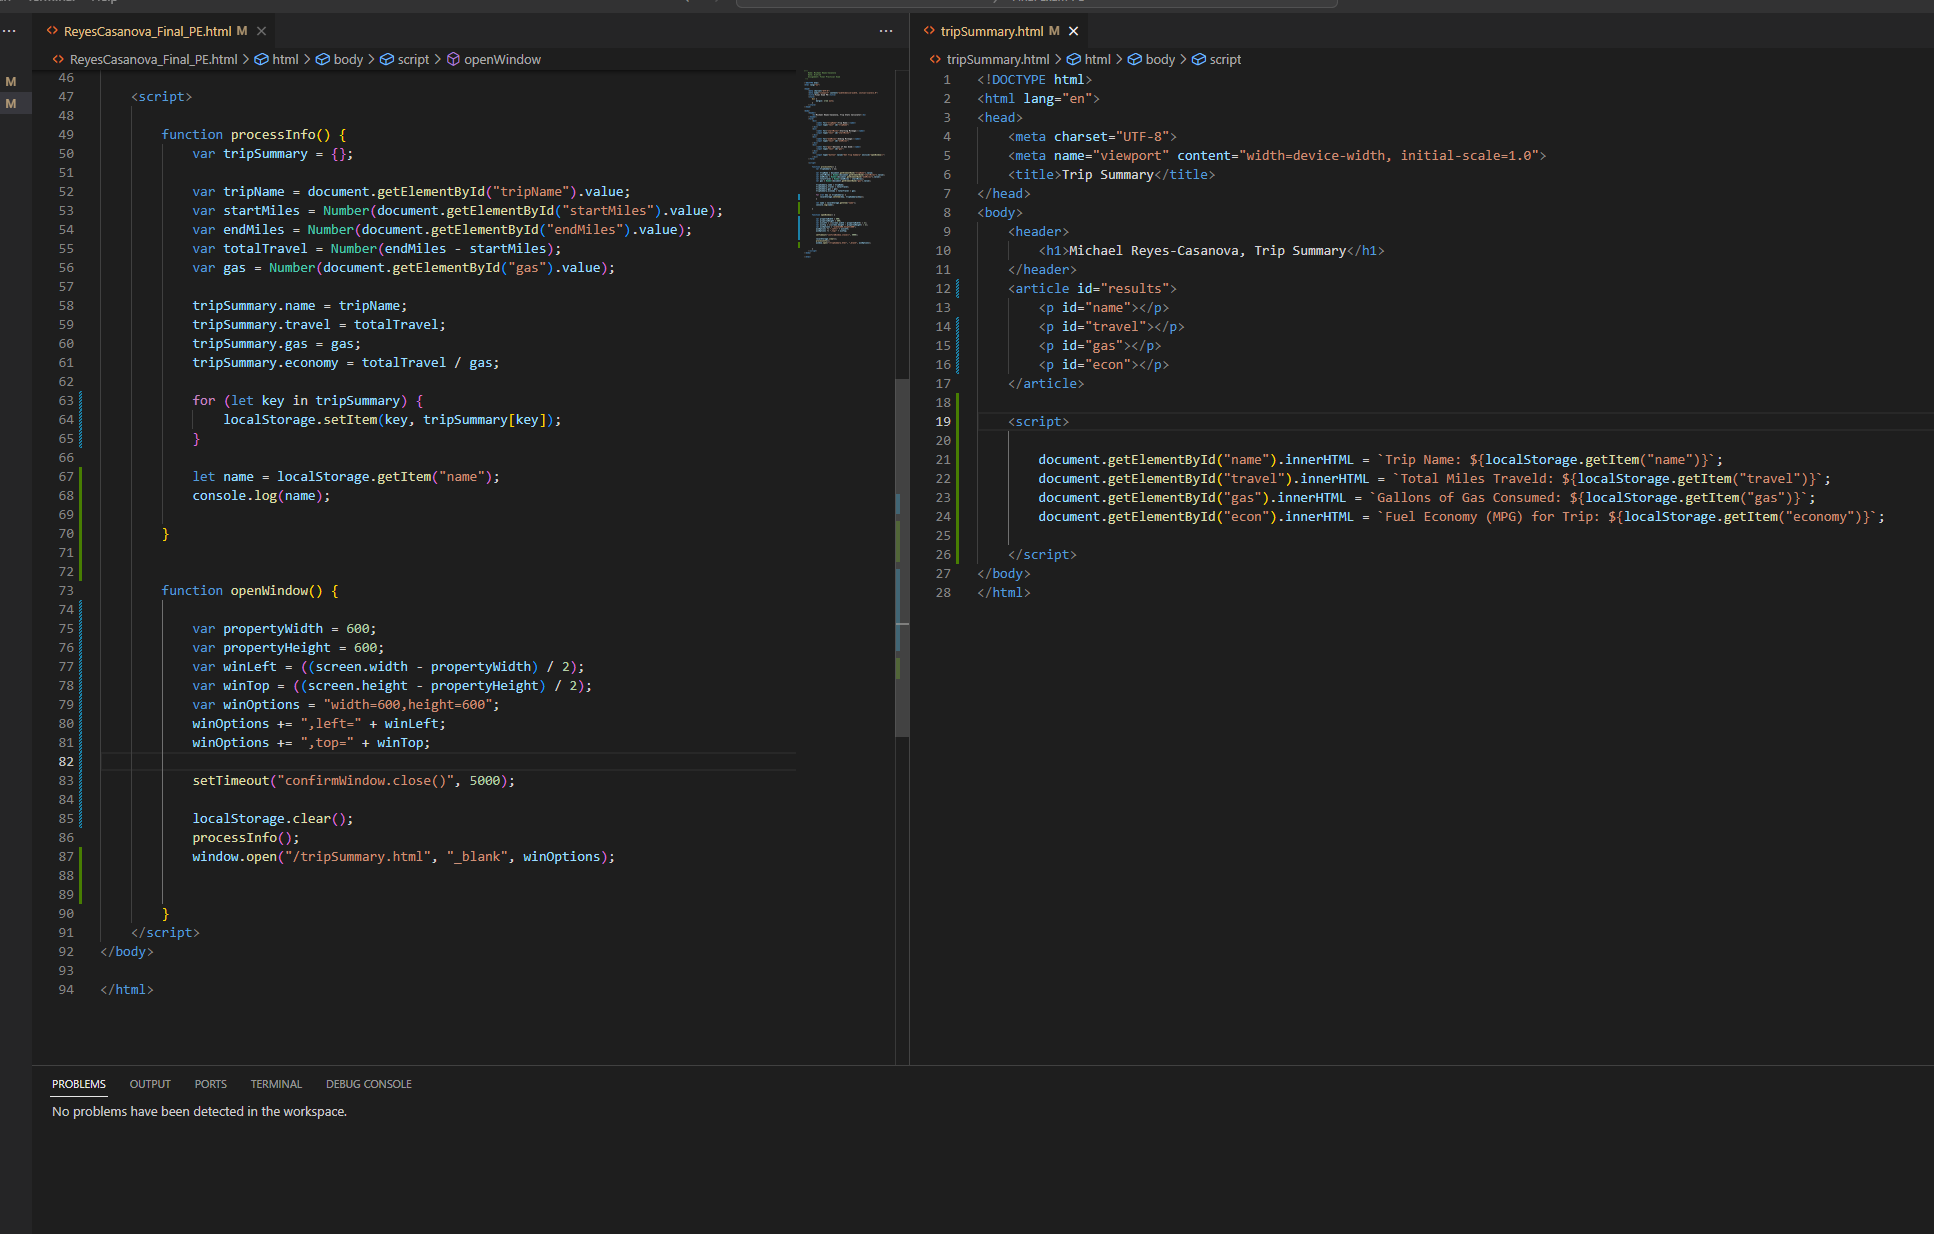 ReyesCasanova_Final_PE.html M
ReyesCasanova_Final_PE.html > html > body > script > openWindow
46
47 <script>
48
49 function processInfo() {
50 var tripSummary = {};
51
52 var tripName = document.getElementById("tripName").value;
53 var startMiles = Number(document.getElementById("startMiles").value);
54 var endMiles = Number(document.getElementById("endMiles").value);
55 var totalTravel = Number(endMiles - startMiles);
56 var gas = Number(document.getElementById("gas").value);
57
58 tripSummary.name = tripName;
59 tripSummary.travel = totalTravel;
60 tripSummary.gas = gas;
61 tripSummary.economy = totalTravel / gas;
62
63 for (let key in tripSummary) {
64 localStorage.setItem(key, tripSummary[key]);
65 }
66
67 let name = localStorage.getItem("name");
68 console.log(name);
69
70 }
71
72
73 function openWindow() {
74
75 var propertyWidth = 600;
76 var propertyHeight = 600;
77 var winLeft = ((screen.width - propertyWidth) / 2);
78 var winTop = ((screen.height - propertyHeight) / 2);
79 var winOptions = "width=600,height=600";
80 winOptions += ",left=" + winLeft;
81 winOptions += ",top=" + winTop;
82
83 setTimeout("confirmWindow.close()", 5000);
84
85 localStorage.clear();
86 processInfo();
87 window.open("/tripSummary.html", "_blank", winOptions);
88
89
90 }
91 </script>
92 </body>
93
94 </html>
M
M
tripSummary.html M
tripSummary.html > html > body > script
1 <!DOCTYPE html>
2 <html lang="en">
3 <head>
4 <meta charset="UTF-8">
5 <meta name="viewport" content="width=device-width, initial-scale=1.0">
6 <title>Trip Summary</title>
7 </head>
8 <body>
9 <header>
10 <h1>Michael Reyes-Casanova, Trip Summary</h1>
11 </header>
12 <article id="results">
13 <p id="name"></p>
14 <p id="travel"></p>
15 <p id="gas"></p>
16 <p id="econ"></p>
17 </article>
18
19 <script>
20
21 document.getElementById("name").innerHTML = `Trip Name: ${localStorage.getItem("name")}`;
22 document.getElementById("travel").innerHTML = `Total Miles Traveld: ${localStorage.getItem("travel")}`;
23 document.getElementById("gas").innerHTML = `Gallons of Gas Consumed: ${localStorage.getItem("gas")}`;
24 document.getElementById("econ").innerHTML = `Fuel Economy (MPG) for Trip: ${localStorage.getItem("economy")}`;
25
26 </script>
27 </body>
28 </html>
PROBLEMS OUTPUT PORTS TERMINAL DEBUG CONSOLE
No problems have been detected in the workspace.